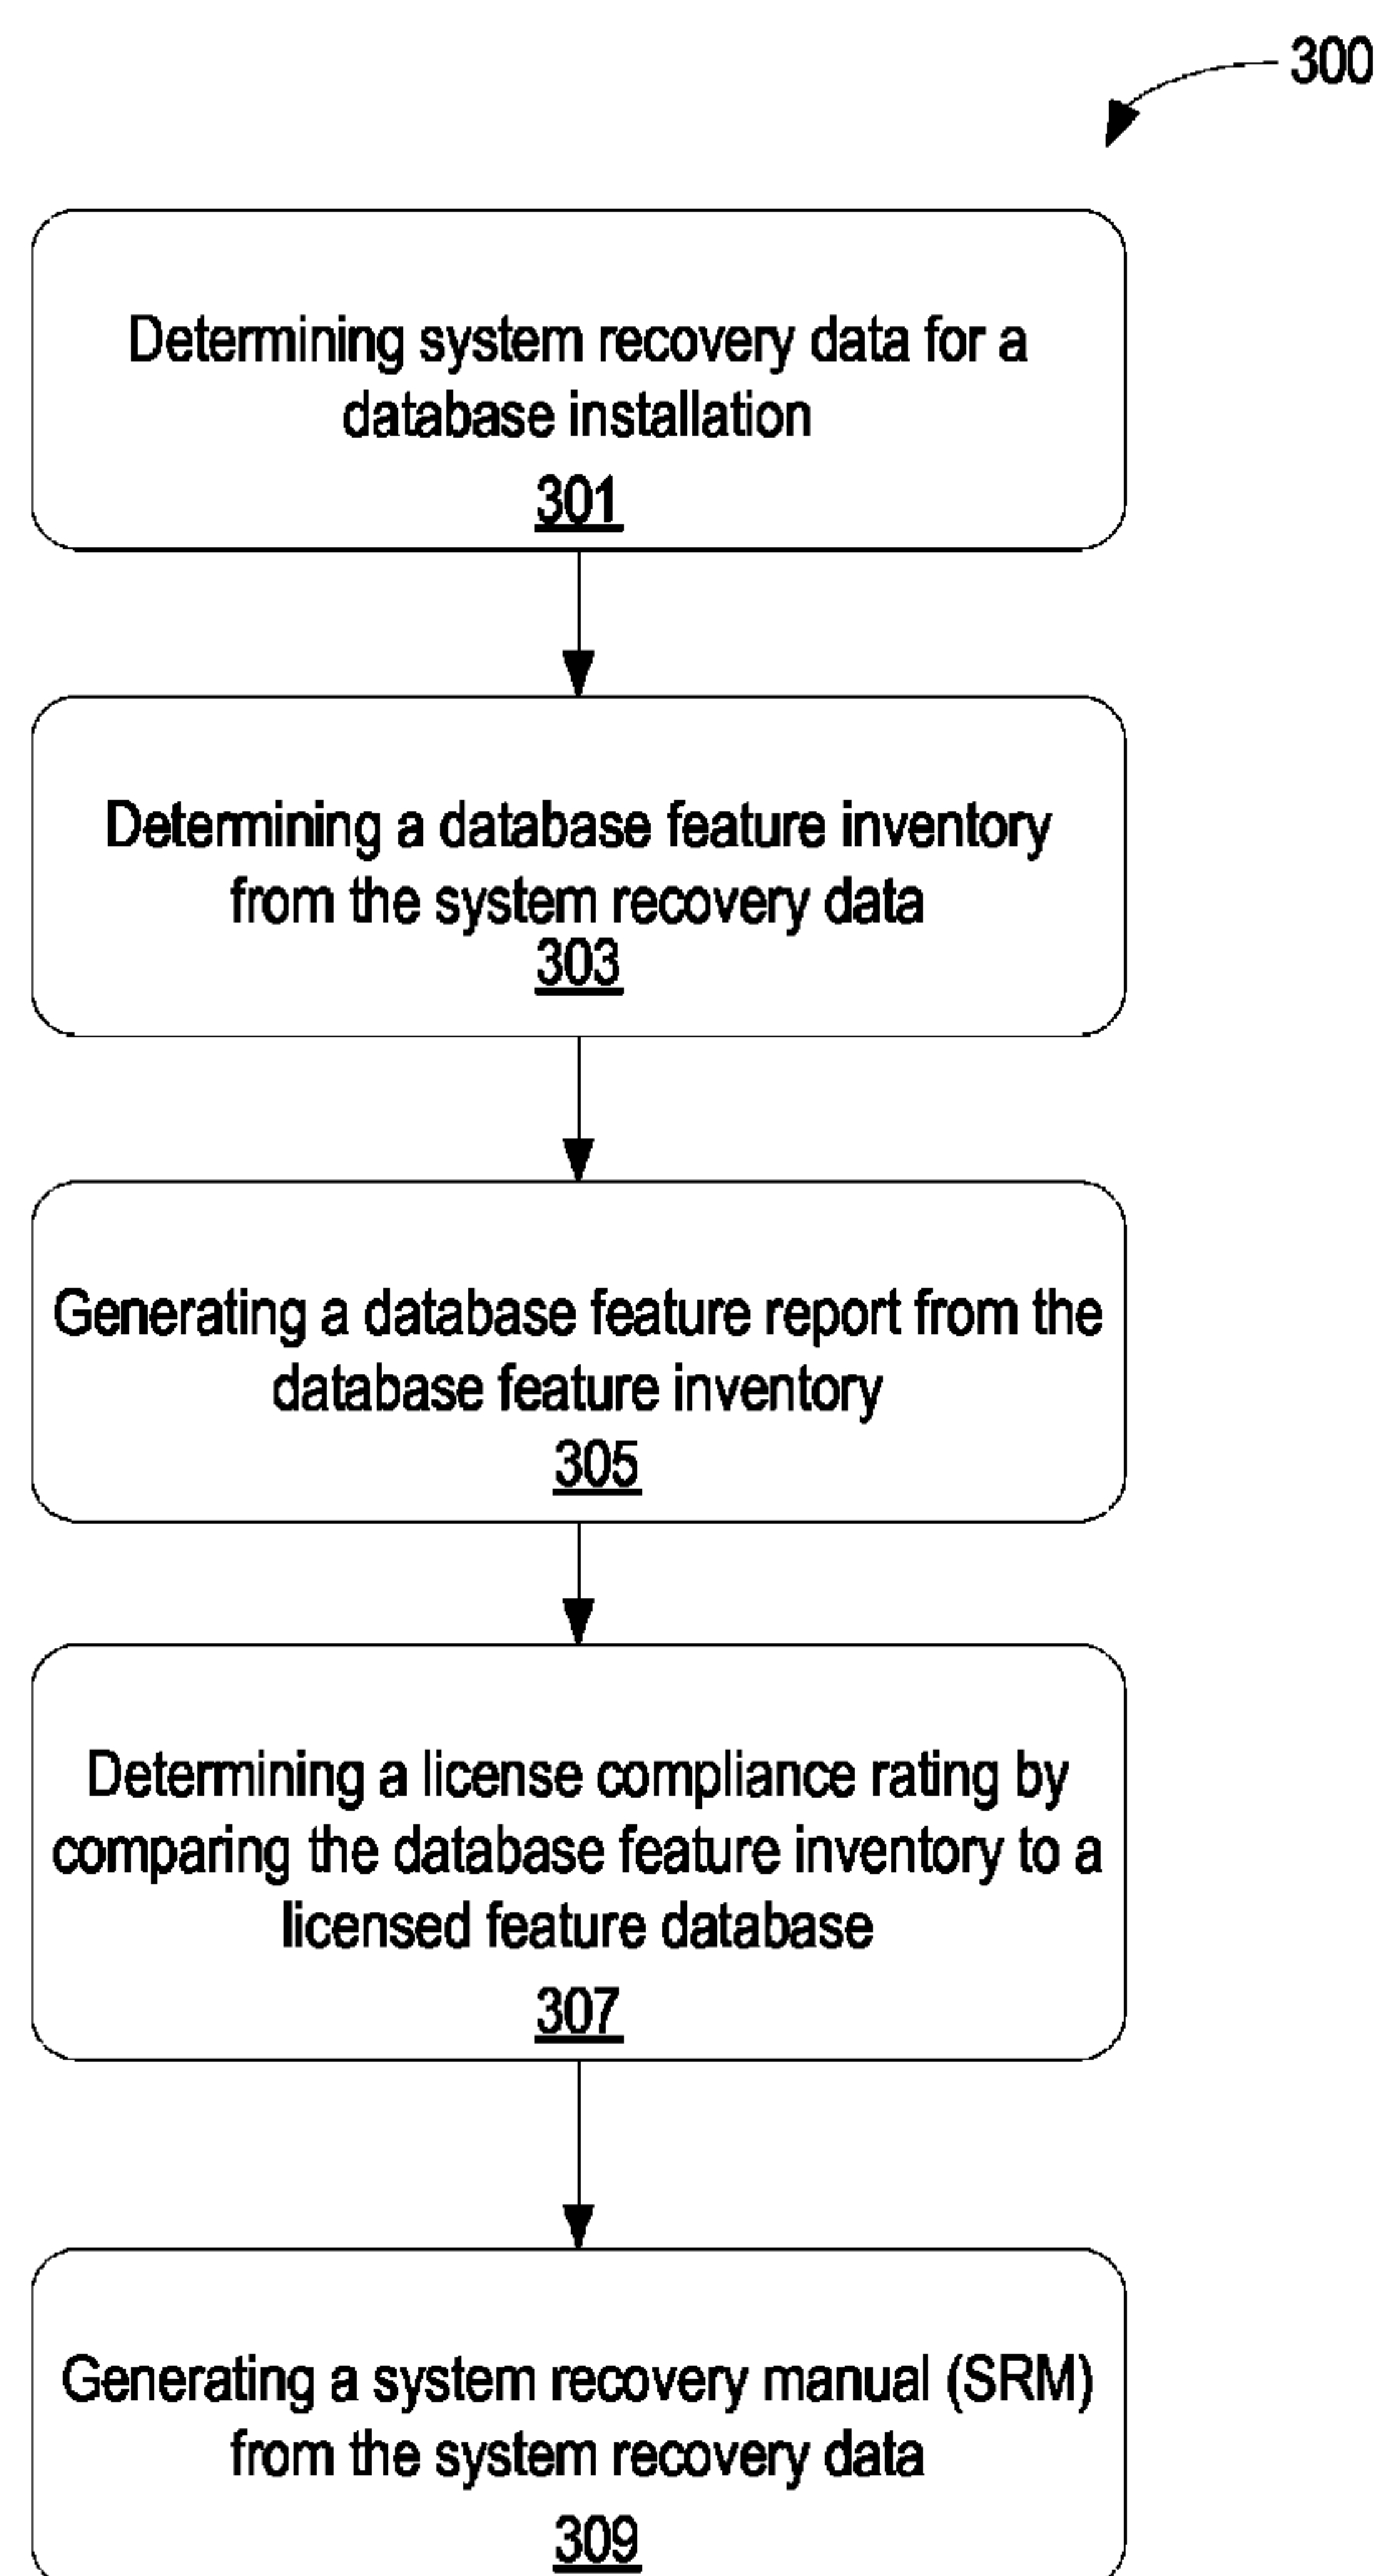 300
Determining system recovery data for a
database installation
301
Determining a database feature inventory
from the system recovery data
303
Generating a database feature report from the
database feature inventory
305
Determining a license compliance rating by
comparing the database feature inventory to a
licensed feature database
307
Generating a system recovery manual (SRM)
from the system recovery data
309